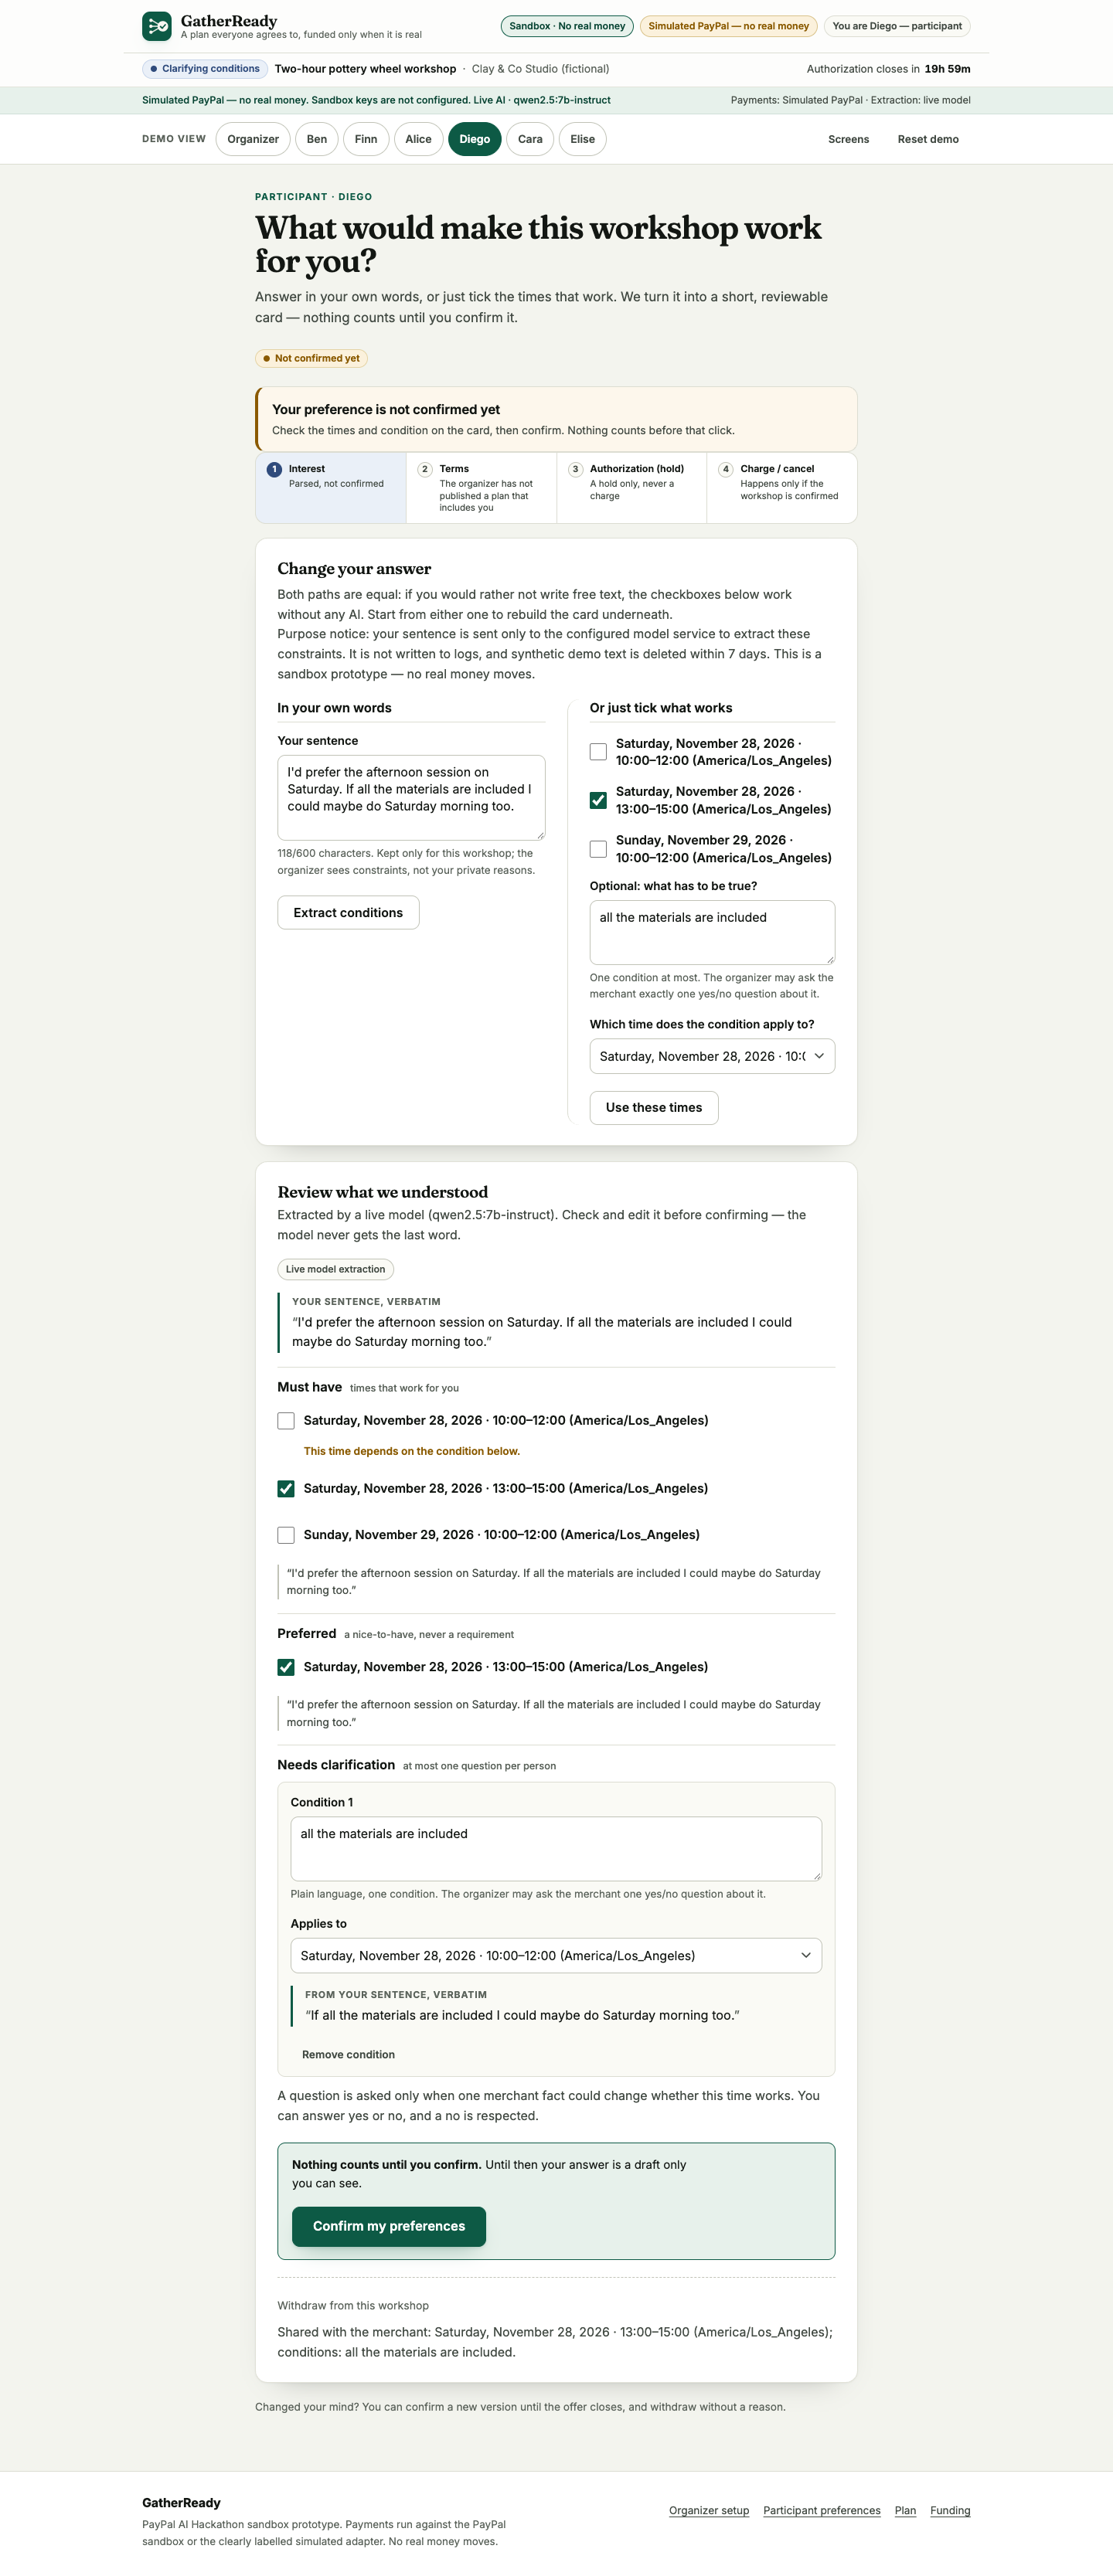 GatherReady
A plan everyone agrees to, funded only when it is real
Sandbox · No real money
Simulated PayPal — no real money
You are Diego — participant
Clarifying conditions
Two-hour pottery wheel workshop · Clay & Co Studio (fictional)
Authorization closes in 19h 59m
Simulated PayPal — no real money. Sandbox keys are not configured. Live AI · qwen2.5:7b-instruct
Payments: Simulated PayPal · Extraction: live model
DEMO VIEW
Organizer
Ben
Finn
Alice
Diego
Cara
Elise
Screens
Reset demo
PARTICIPANT · DIEGO
What would make this workshop work
for you?
Answer in your own words, or just tick the times that work. We turn it into a short, reviewable
card — nothing counts until you confirm it.
Not confirmed yet
Your preference is not confirmed yet
Check the times and condition on the card, then confirm. Nothing counts before that click.
1 Interest
Parsed, not confirmed
2 Terms
The organizer has not
published a plan that
includes you
3 Authorization (hold)
A hold only, never a
charge
4 Charge / cancel
Happens only if the
workshop is confirmed
Change your answer
Both paths are equal: if you would rather not write free text, the checkboxes below work
without any AI. Start from either one to rebuild the card underneath.
Purpose notice: your sentence is sent only to the configured model service to extract these
constraints. It is not written to logs, and synthetic demo text is deleted within 7 days. This is a
sandbox prototype — no real money moves.
In your own words
Your sentence
I'd prefer the afternoon session on
Saturday. If all the materials are included I
could maybe do Saturday morning too.
118/600 characters. Kept only for this workshop; the
organizer sees constraints, not your private reasons.
Extract conditions
Or just tick what works
Saturday, November 28, 2026 ·
10:00–12:00 (America/Los_Angeles)
Saturday, November 28, 2026 ·
13:00–15:00 (America/Los_Angeles)
Sunday, November 29, 2026 ·
10:00–12:00 (America/Los_Angeles)
Optional: what has to be true?
all the materials are included
One condition at most. The organizer may ask the
merchant exactly one yes/no question about it.
Which time does the condition apply to?
Saturday, November 28, 2026 · 10:0
Use these times
Review what we understood
Extracted by a live model (qwen2.5:7b-instruct). Check and edit it before confirming — the
model never gets the last word.
Live model extraction
YOUR SENTENCE, VERBATIM
“I'd prefer the afternoon session on Saturday. If all the materials are included I could
maybe do Saturday morning too.”
Must have times that work for you
Saturday, November 28, 2026 · 10:00–12:00 (America/Los_Angeles)
This time depends on the condition below.
Saturday, November 28, 2026 · 13:00–15:00 (America/Los_Angeles)
Sunday, November 29, 2026 · 10:00–12:00 (America/Los_Angeles)
“I'd prefer the afternoon session on Saturday. If all the materials are included I could maybe do Saturday
morning too.”
Preferred a nice-to-have, never a requirement
Saturday, November 28, 2026 · 13:00–15:00 (America/Los_Angeles)
“I'd prefer the afternoon session on Saturday. If all the materials are included I could maybe do Saturday
morning too.”
Needs clarification at most one question per person
Condition 1
all the materials are included
Plain language, one condition. The organizer may ask the merchant one yes/no question about it.
Applies to
Saturday, November 28, 2026 · 10:00–12:00 (America/Los_Angeles)
FROM YOUR SENTENCE, VERBATIM
“If all the materials are included I could maybe do Saturday morning too.”
Remove condition
A question is asked only when one merchant fact could change whether this time works. You
can answer yes or no, and a no is respected.
Nothing counts until you confirm. Until then your answer is a draft only
you can see.
Confirm my preferences
Withdraw from this workshop
Shared with the merchant: Saturday, November 28, 2026 · 13:00–15:00 (America/Los_Angeles);
conditions: all the materials are included.
Changed your mind? You can confirm a new version until the offer closes, and withdraw without a reason.
GatherReady
PayPal AI Hackathon sandbox prototype. Payments run against the PayPal
sandbox or the clearly labelled simulated adapter. No real money moves.
Organizer setup
Participant preferences
Plan
Funding